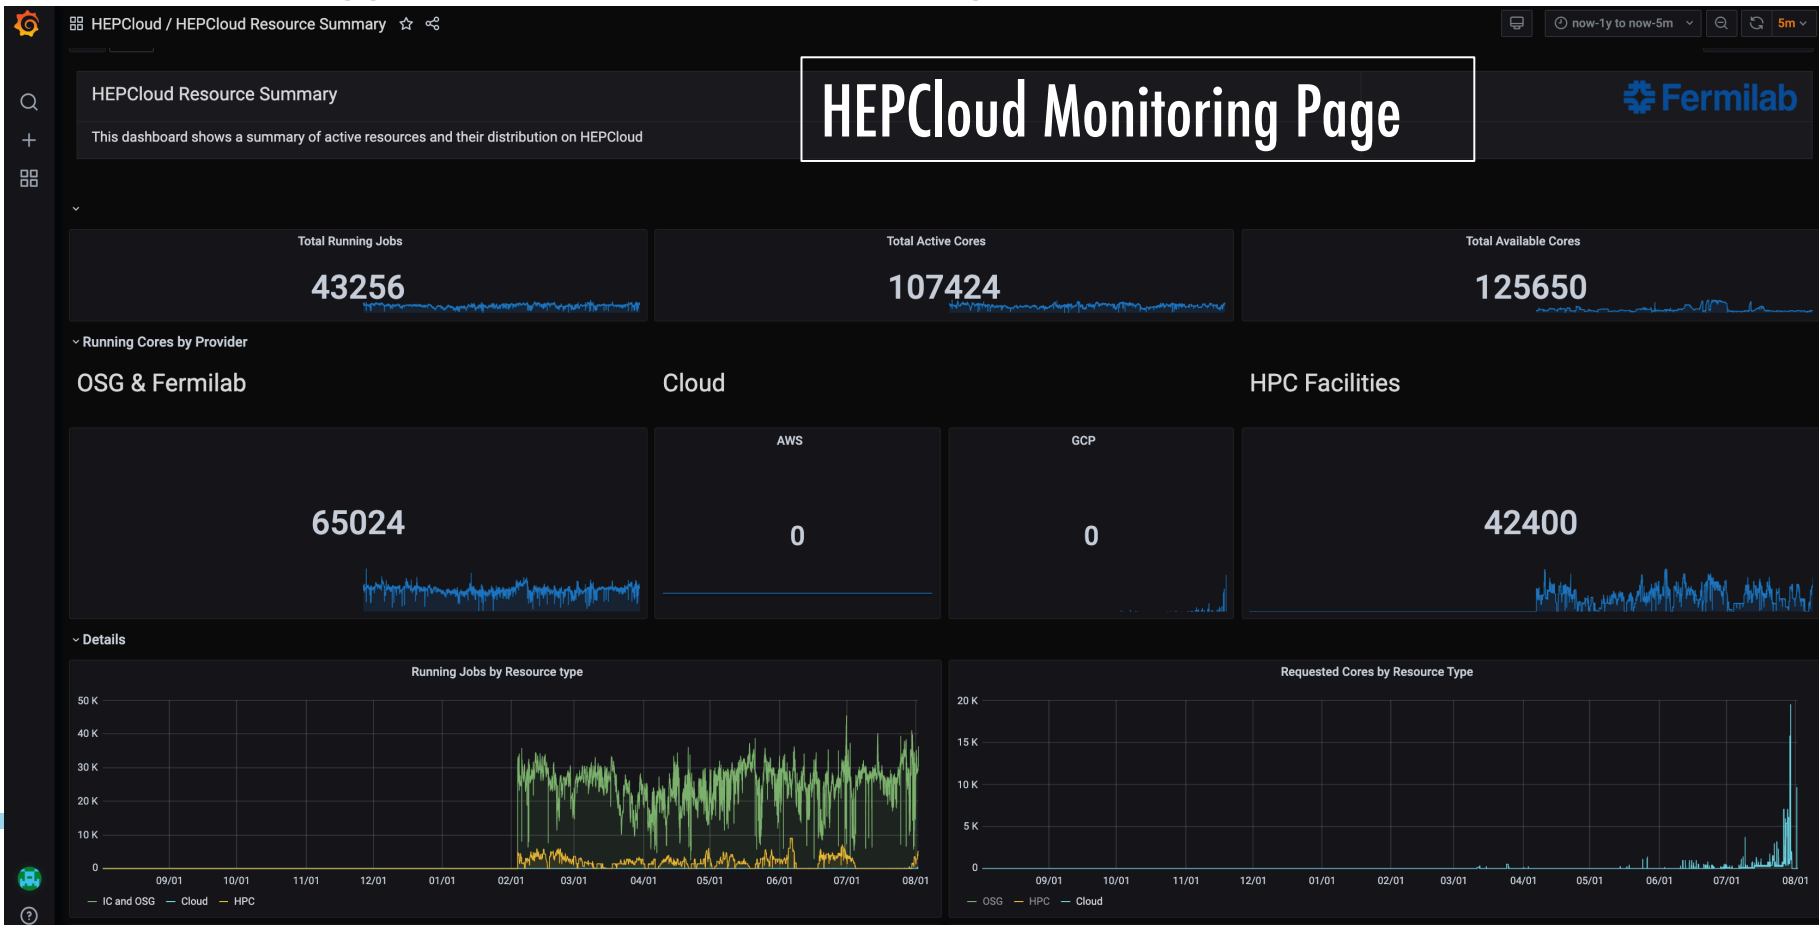 HEPCloud / HEPCloud Resource Summary
now-1y to now-5m
5m
HEPCloud Resource Summary
This dashboard shows a summary of active resources and their distribution on HEPCloud
HEPCloud Monitoring Page
Fermilab
Total Running Jobs
43256
Total Active Cores
107424
Total Available Cores
125650
Running Cores by Provider
OSG & Fermilab
Cloud
HPC Facilities
65024
AWS
0
GCP
0
42400
Details
Running Jobs by Resource type
50 K
40 K
30 K
20 K
10 K
0
09/01 10/01 11/01 12/01 01/01 02/01 03/01 04/01 05/01 06/01 07/01 08/01
IC and OSG Cloud HPC
Requested Cores by Resource Type
20 K
15 K
10 K
5 K
0
09/01 10/01 11/01 12/01 01/01 02/01 03/01 04/01 05/01 06/01 07/01 08/01
OSG HPC Cloud